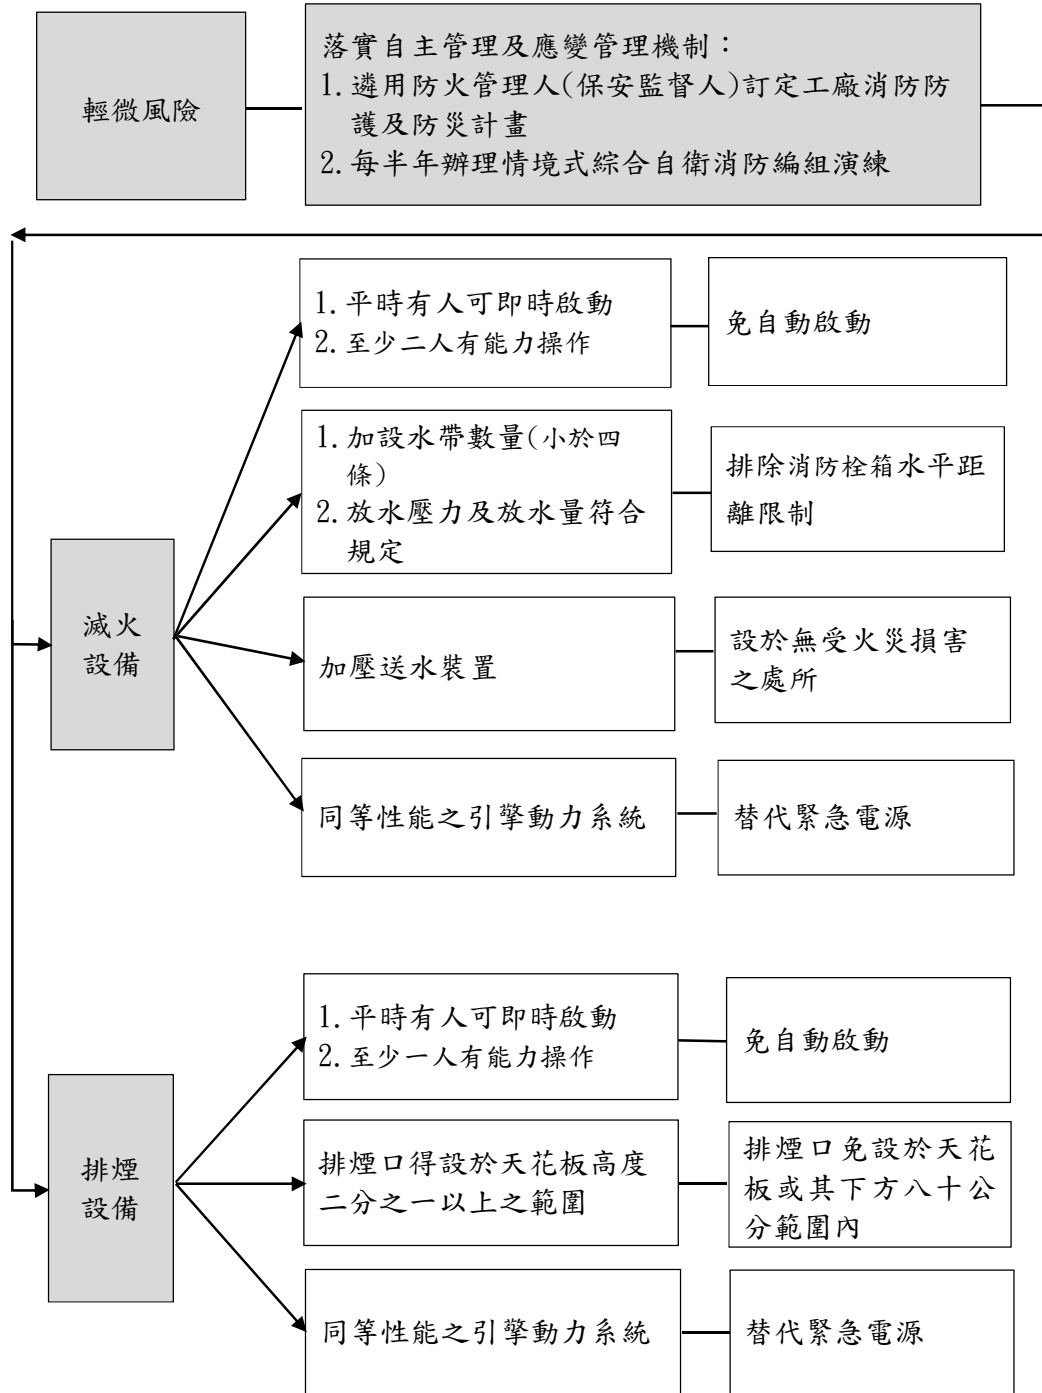 輕微風險
落實自主管理及應變管理機制：
1.遴用防火管理人(保安監督人)訂定工廠消防防
護及防災計畫
2.每半年辦理情境式綜合自衛消防編組演練
1.平時有人可即時啟動
2.至少二人有能力操作
免自動啟動
1.加設水帶數量(小於四
條)
2.放水壓力及放水量符合
規定
排除消防栓箱水平距
離限制
滅火
設備
加壓送水裝置
設於無受火災損害
之處所
同等性能之引擎動力系統
替代緊急電源
1.平時有人可即時啟動
2.至少一人有能力操作
免自動啟動
排煙
設備
排煙口得設於天花板高度
二分之一以上之範圍
排煙口免設於天花
板或其下方八十公
分範圍內
同等性能之引擎動力系統
替代緊急電源